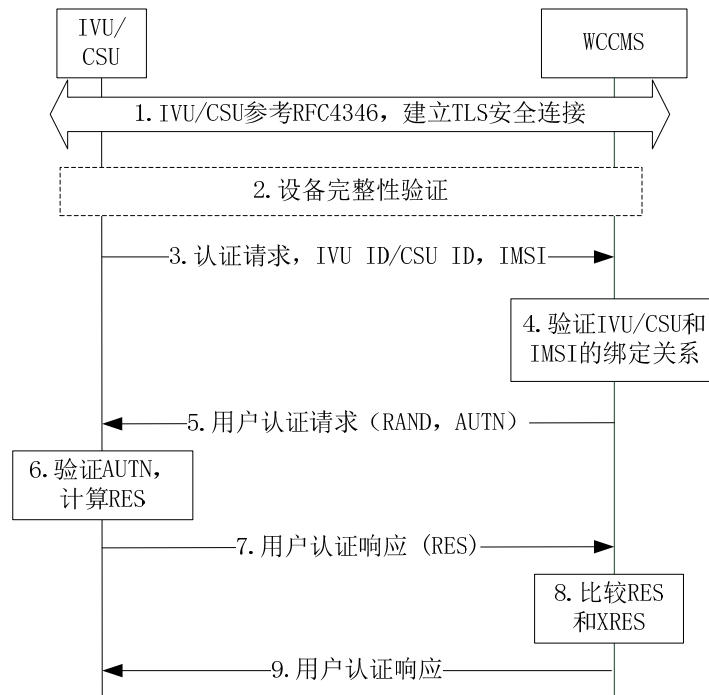 IVU/
CSU
WCCMS
1.IVU/CSU参考RFC4346，建立TLS安全连接
2.设备完整性验证
3.认证请求，IVU ID/CSU ID，IMSI
4.验证IVU/CSU和
IMSI的绑定关系
5.用户认证请求（RAND，AUTN）
6.验证AUTN，
计算RES
7.用户认证响应（RES）
8.比较RES
和XRES
9.用户认证响应